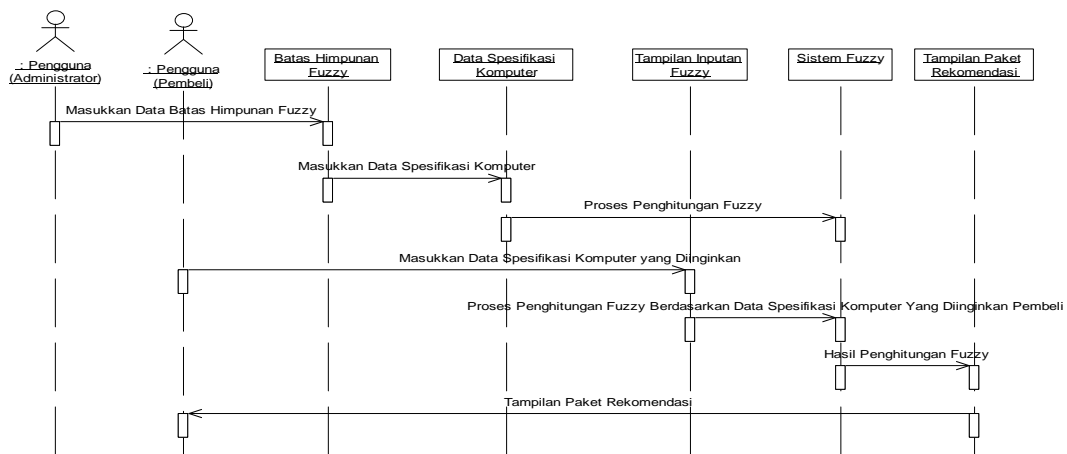 : Pengguna
(Administrator)
: Pengguna
(Pembeli)
Batas Himpunan
Fuzzy
Data Spesifikasi
Komputer
Tampilan Inputan
Fuzzy
Sistem Fuzzy
Tampilan Paket
Rekomendasi
Masukkan Data Batas Himpunan Fuzzy
Masukkan Data Spesifikasi Komputer
Proses Penghitungan Fuzzy
Masukkan Data Spesifikasi Komputer yang Diinginkan
Proses Penghitungan Fuzzy Berdasarkan Data Spesifikasi Komputer Yang Diinginkan Pembeli
Hasil Penghitungan Fuzzy
Tampilan Paket Rekomendasi